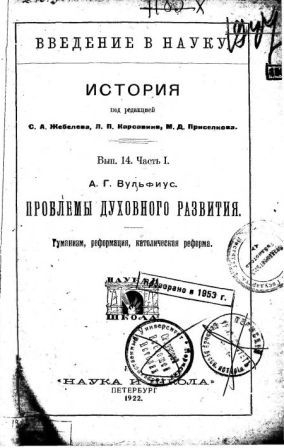 ВВЕДЕНИЕ В НАУКУ
ИСТОРИЯ
под редакцией
С. А. Жебелева, Л. П. Карсавина, М. Д. Приселкова.
Вып. 14. Часть I.
А. Г. Вульфиус.
ПРОБЛЕМЫ ДУХОВНОГО РАЗВИТИЯ.
Гуманизм, реформация, католическая реформа.
НАУКА И
ШКОЛА
Проверено в 1953 г.
"НАУКА И ШКОЛА"
ПЕТЕРБУРГ
1922.